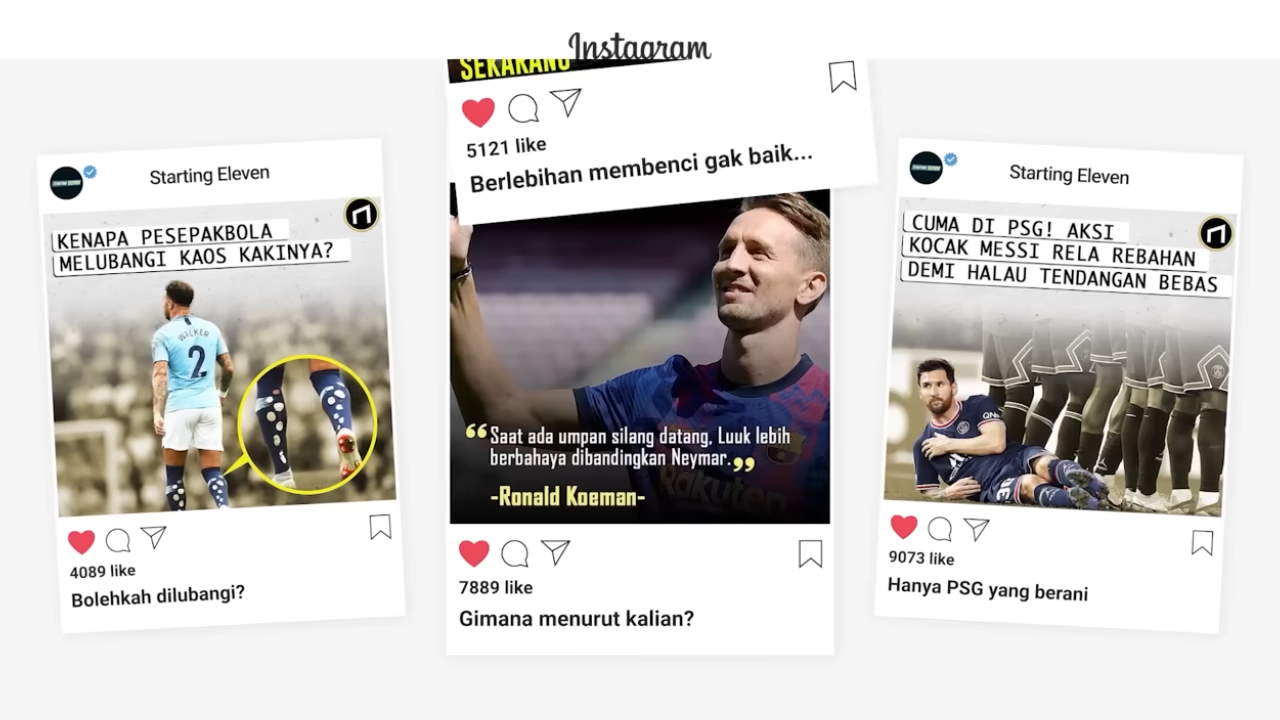 Instagram
SEKARANG
5121 like
Berlebihan membenci gak baik...
Starting Eleven
KENAPA PESEPAKBOLA
MELUBANGI KAOS KAKINYA?
WALKER
2
4089 like
Bolehkah dilubangi?
“Saat ada umpan silang datang, Luuk lebih
berbahaya dibandingkan Neymar.”
-Ronald Koeman-
Rakuten
7889 like
Gimana menurut kalian?
Starting Eleven
CUMA DI PSG! AKSI
KOCAK MESSI RELA REBAHAN
DEMI HALAU TENDANGAN BEBAS
9073 like
Hanya PSG yang berani